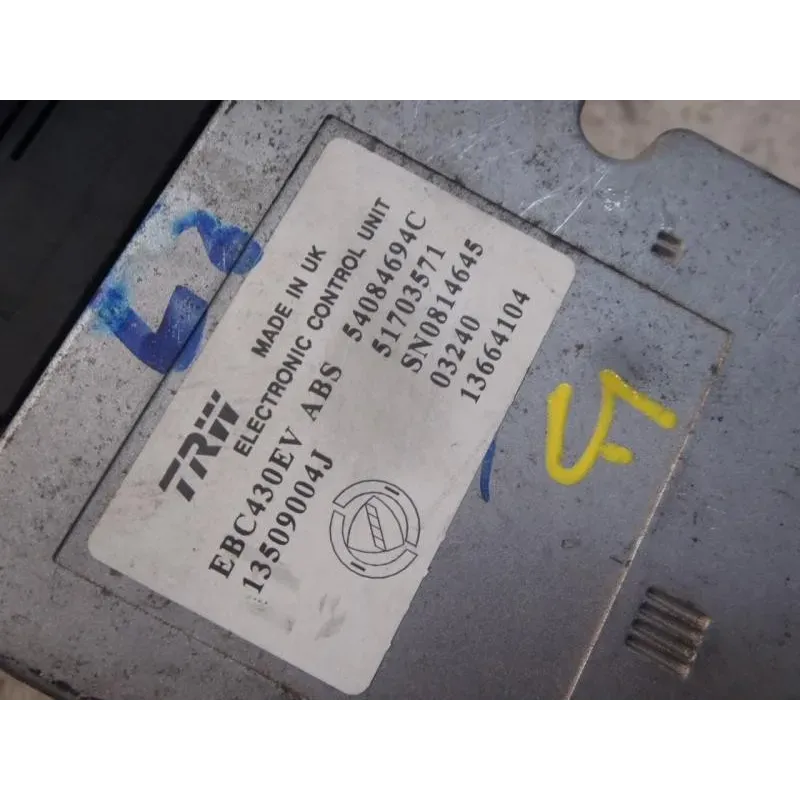 TRW
MADE IN UK
ELECTRONIC CONTROL UNIT
EBC430EV ABS 54084694C
13509004J 51703571
SN0814645
03240
13664104